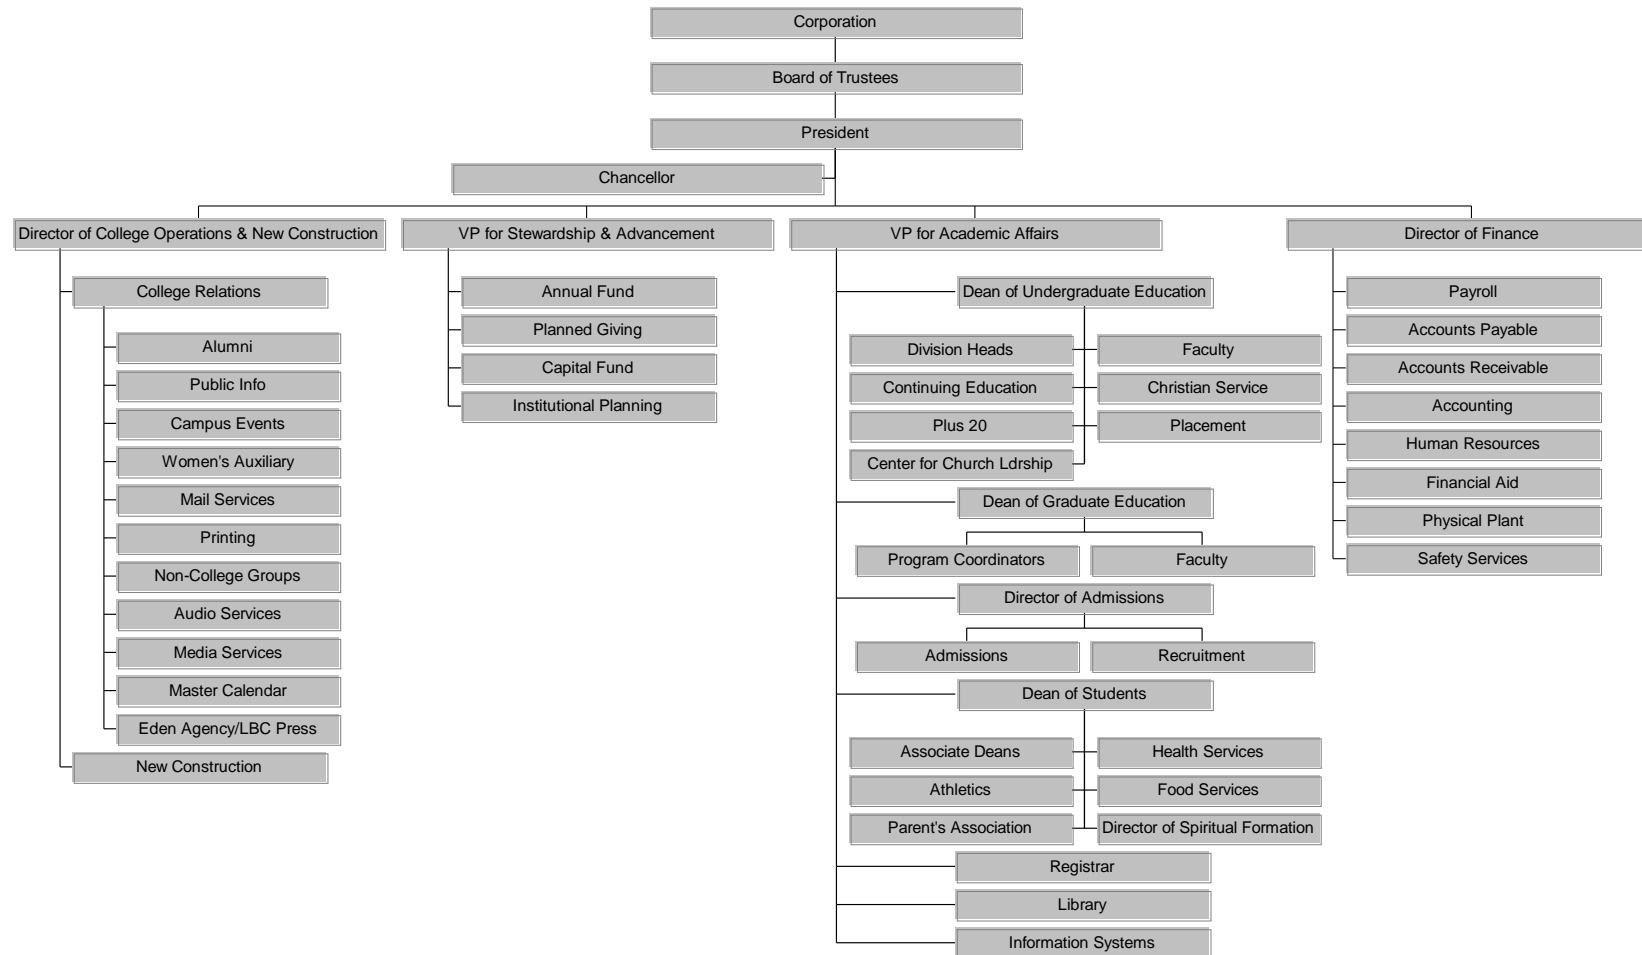 Corporation
Board of Trustees
President
Chancellor
Director of College Operations & New Construction
College Relations
Alumni
Public Info
Campus Events
Women's Auxiliary
Mail Services
Printing
Non-College Groups
Audio Services
Media Services
Master Calendar
Eden Agency/LBC Press
New Construction
VP for Stewardship & Advancement
Annual Fund
Planned Giving
Capital Fund
Institutional Planning
VP for Academic Affairs
Dean of Undergraduate Education
Division Heads
Faculty
Continuing Education
Christian Service
Plus 20
Placement
Center for Church Ldrship
Dean of Graduate Education
Program Coordinators
Faculty
Director of Admissions
Admissions
Recruitment
Dean of Students
Associate Deans
Health Services
Athletics
Food Services
Parent's Association
Director of Spiritual Formation
Registrar
Library
Information Systems
Director of Finance
Payroll
Accounts Payable
Accounts Receivable
Accounting
Human Resources
Financial Aid
Physical Plant
Safety Services